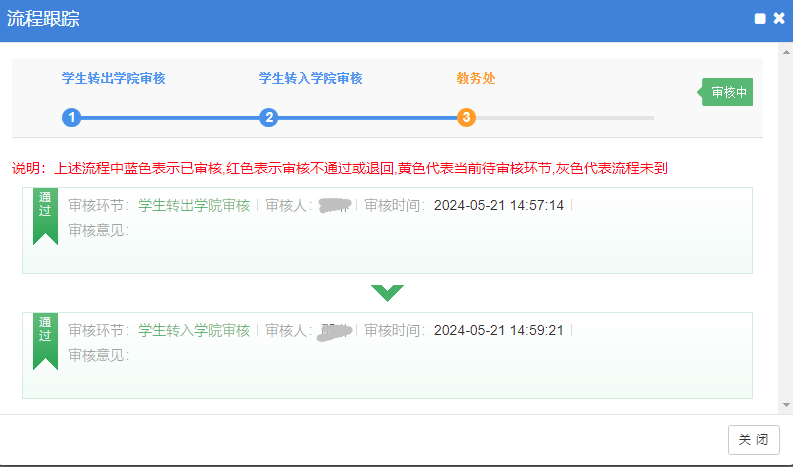 流程跟踪
学生转出学院审核 学生转入学院审核 教务处
审核中
1 2 3
说明：上述流程中蓝色表示已审核,红色表示审核不通过或退回,黄色代表当前待审核环节,灰色代表流程未到
通过
审核环节：学生转出学院审核 审核人： 审核时间：2024-05-21 14:57:14
审核意见：
通过
审核环节：学生转入学院审核 审核人： 审核时间：2024-05-21 14:59:21
审核意见：
关 闭